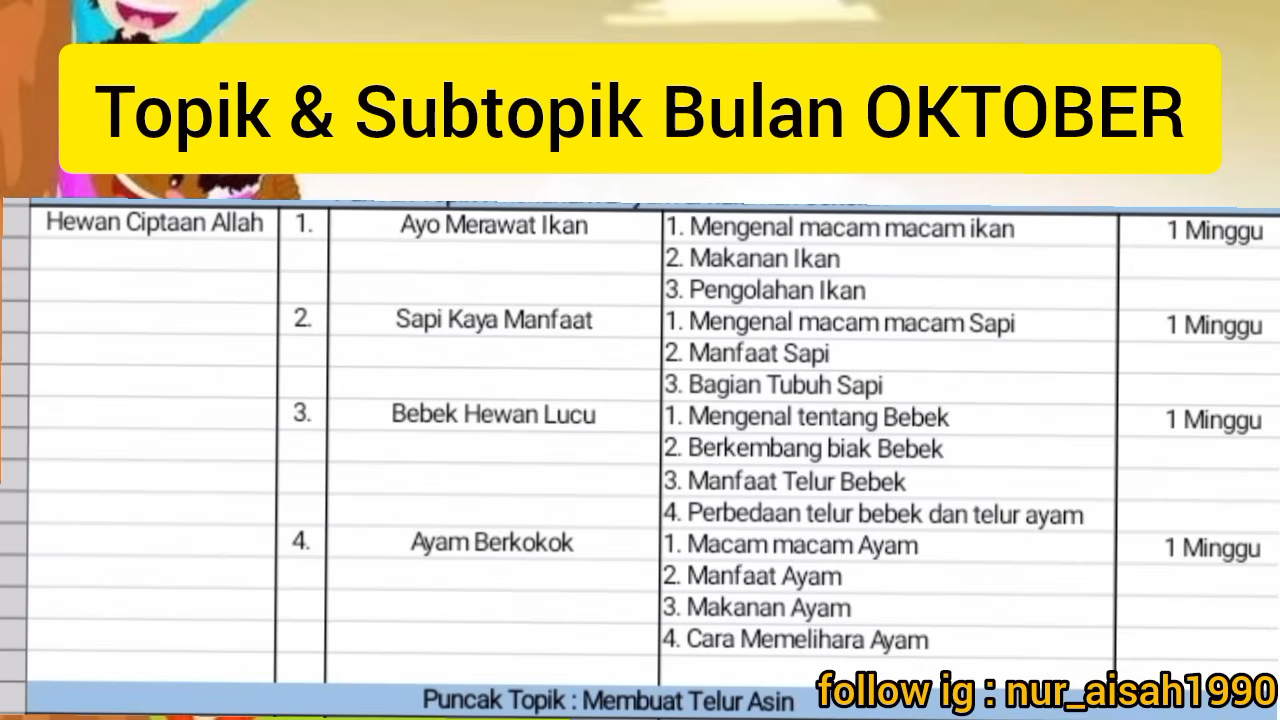 Topik & Subtopik Bulan OKTOBER
Hewan Ciptaan Allah 1. Ayo Merawat Ikan 1. Mengenal macam macam ikan 1 Minggu
2. Makanan Ikan
3. Pengolahan Ikan
2. Sapi Kaya Manfaat 1. Mengenal macam macam Sapi 1 Minggu
2. Manfaat Sapi
3. Bagian Tubuh Sapi
3. Bebek Hewan Lucu 1. Mengenal tentang Bebek 1 Minggu
2. Berkembang biak Bebek
3. Manfaat Telur Bebek
4. Perbedaan telur bebek dan telur ayam
4. Ayam Berkokok 1. Macam macam Ayam 1 Minggu
2. Manfaat Ayam
3. Makanan Ayam
4. Cara Memelihara Ayam
Puncak Topik : Membuat Telur Asin
follow ig : nur_aisah1990